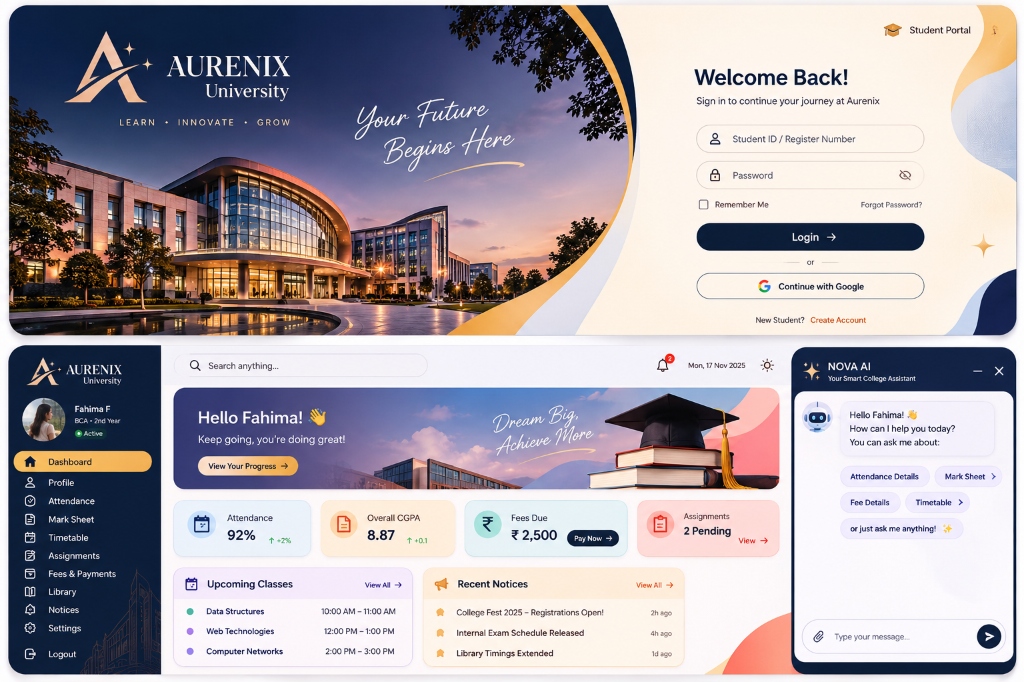 AURENIX
University
LEARN • INNOVATE • GROW
Your Future
Begins Here
Student Portal
Welcome Back!
Sign in to continue your journey at Aurenix
Student ID / Register Number
Password
Remember Me
Forgot Password?
Login →
or
Continue with Google
New Student? Create Account
AURENIX
University
Fahima F
BCA • 2nd Year
Active
Dashboard
Profile
Attendance
Mark Sheet
Timetable
Assignments
Fees & Payments
Library
Notices
Settings
Logout
Search anything...
2
Mon, 17 Nov 2025
Hello Fahima! 👋
Keep going, you're doing great!
View Your Progress →
Dream Big,
Achieve More
Attendance
92%
↑ +2%
Overall CGPA
8.87
↑ +0.1
Fees Due
₹ 2,500
Pay Now →
Assignments
2 Pending
View →
Upcoming Classes
View All →
Data Structures 10:00 AM – 11:00 AM
Web Technologies 12:00 PM – 1:00 PM
Computer Networks 2:00 PM – 3:00 PM
Recent Notices
View All →
College Fest 2025 – Registrations Open! 2h ago
Internal Exam Schedule Released 4h ago
Library Timings Extended 1d ago
NOVA AI
Your Smart College Assistant
Hello Fahima! 👋
How can I help you today?
You can ask me about:
Attendance Details
Mark Sheet >
Fee Details
Timetable >
or just ask me anything! ✨
Type your message...